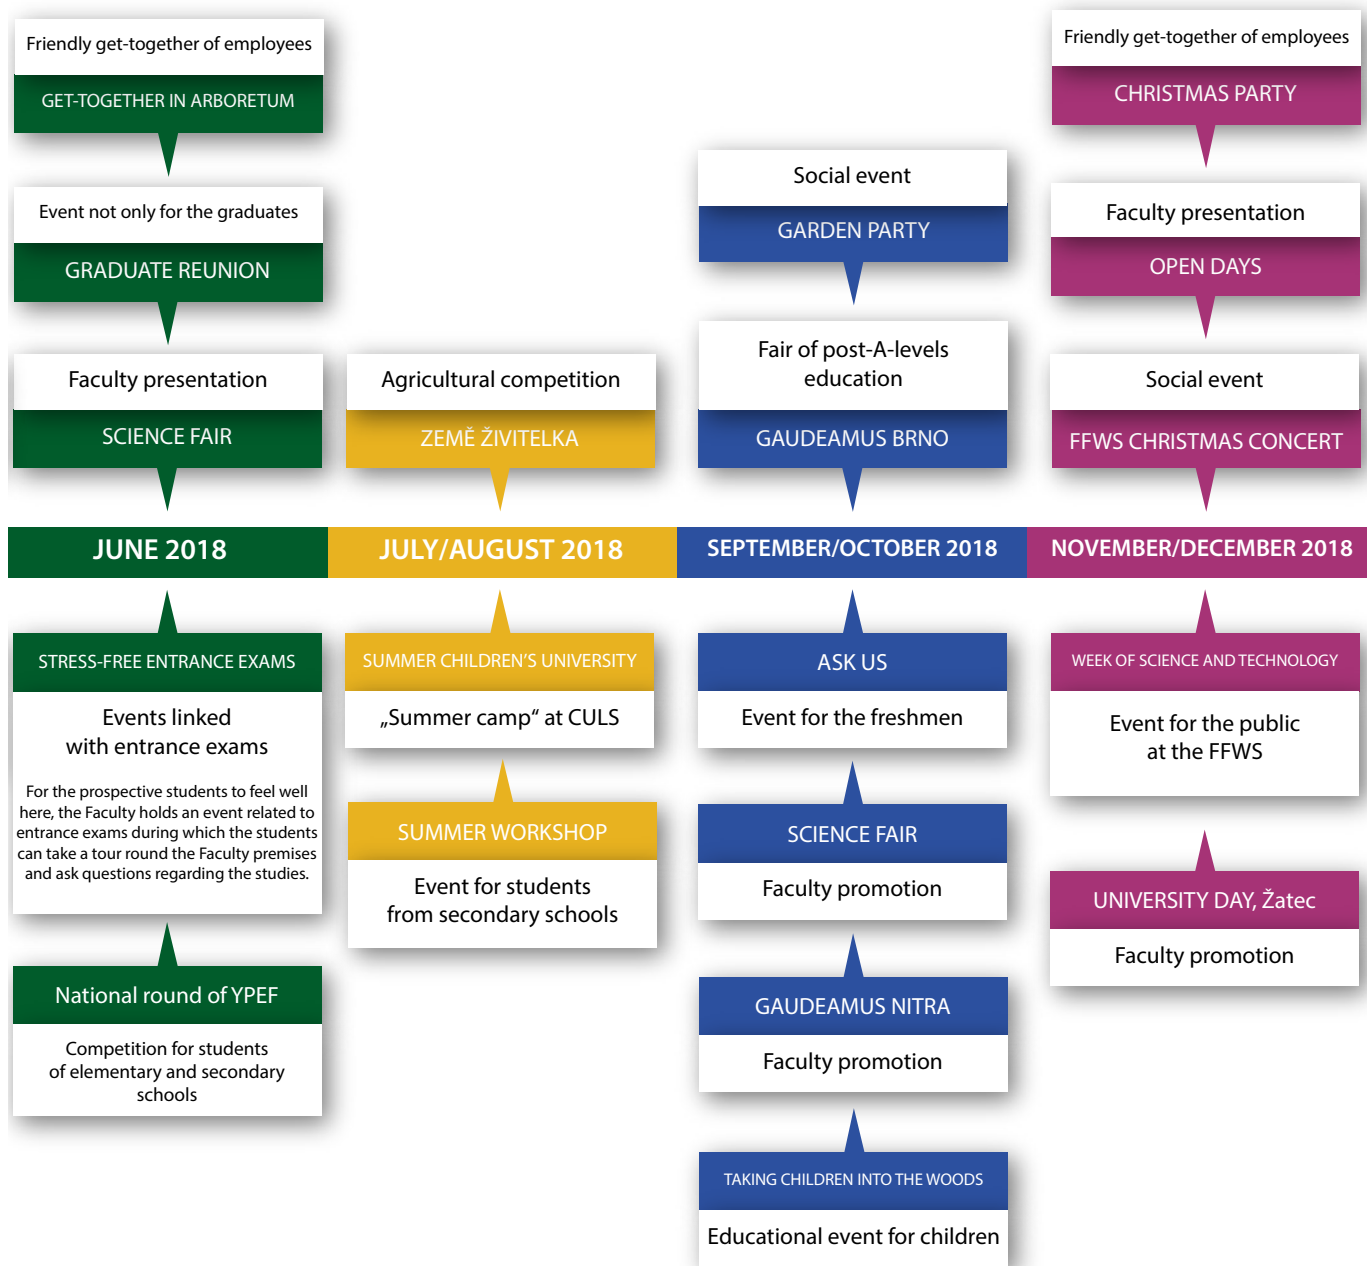 Friendly get-together of employees
GET-TOGETHER IN ARBORETUM
Event not only for the graduates
GRADUATE REUNION
Faculty presentation
SCIENCE FAIR
Agricultural competition
ZEMĚ ŽIVITELKA
Social event
GARDEN PARTY
Fair of post-A-levels
education
GAUDEAMUS BRNO
Friendly get-together of employees
CHRISTMAS PARTY
Faculty presentation
OPEN DAYS
Social event
FFWS CHRISTMAS CONCERT
JUNE 2018
JULY/AUGUST 2018
SEPTEMBER/OCTOBER 2018
NOVEMBER/DECEMBER 2018
STRESS-FREE ENTRANCE EXAMS
Events linked
with entrance exams
For the prospective students to feel well
here, the Faculty holds an event related to
entrance exams during which the students
can take a tour round the Faculty premises
and ask questions regarding the studies.
National round of YPEF
Competition for students
of elementary and secondary
schools
SUMMER CHILDREN'S UNIVERSITY
„Summer camp“ at CULS
SUMMER WORKSHOP
Event for students
from secondary schools
ASK US
Event for the freshmen
SCIENCE FAIR
Faculty promotion
GAUDEAMUS NITRA
Faculty promotion
TAKING CHILDREN INTO THE WOODS
Educational event for children
WEEK OF SCIENCE AND TECHNOLOGY
Event for the public
at the FFWS
UNIVERSITY DAY, Žatec
Faculty promotion